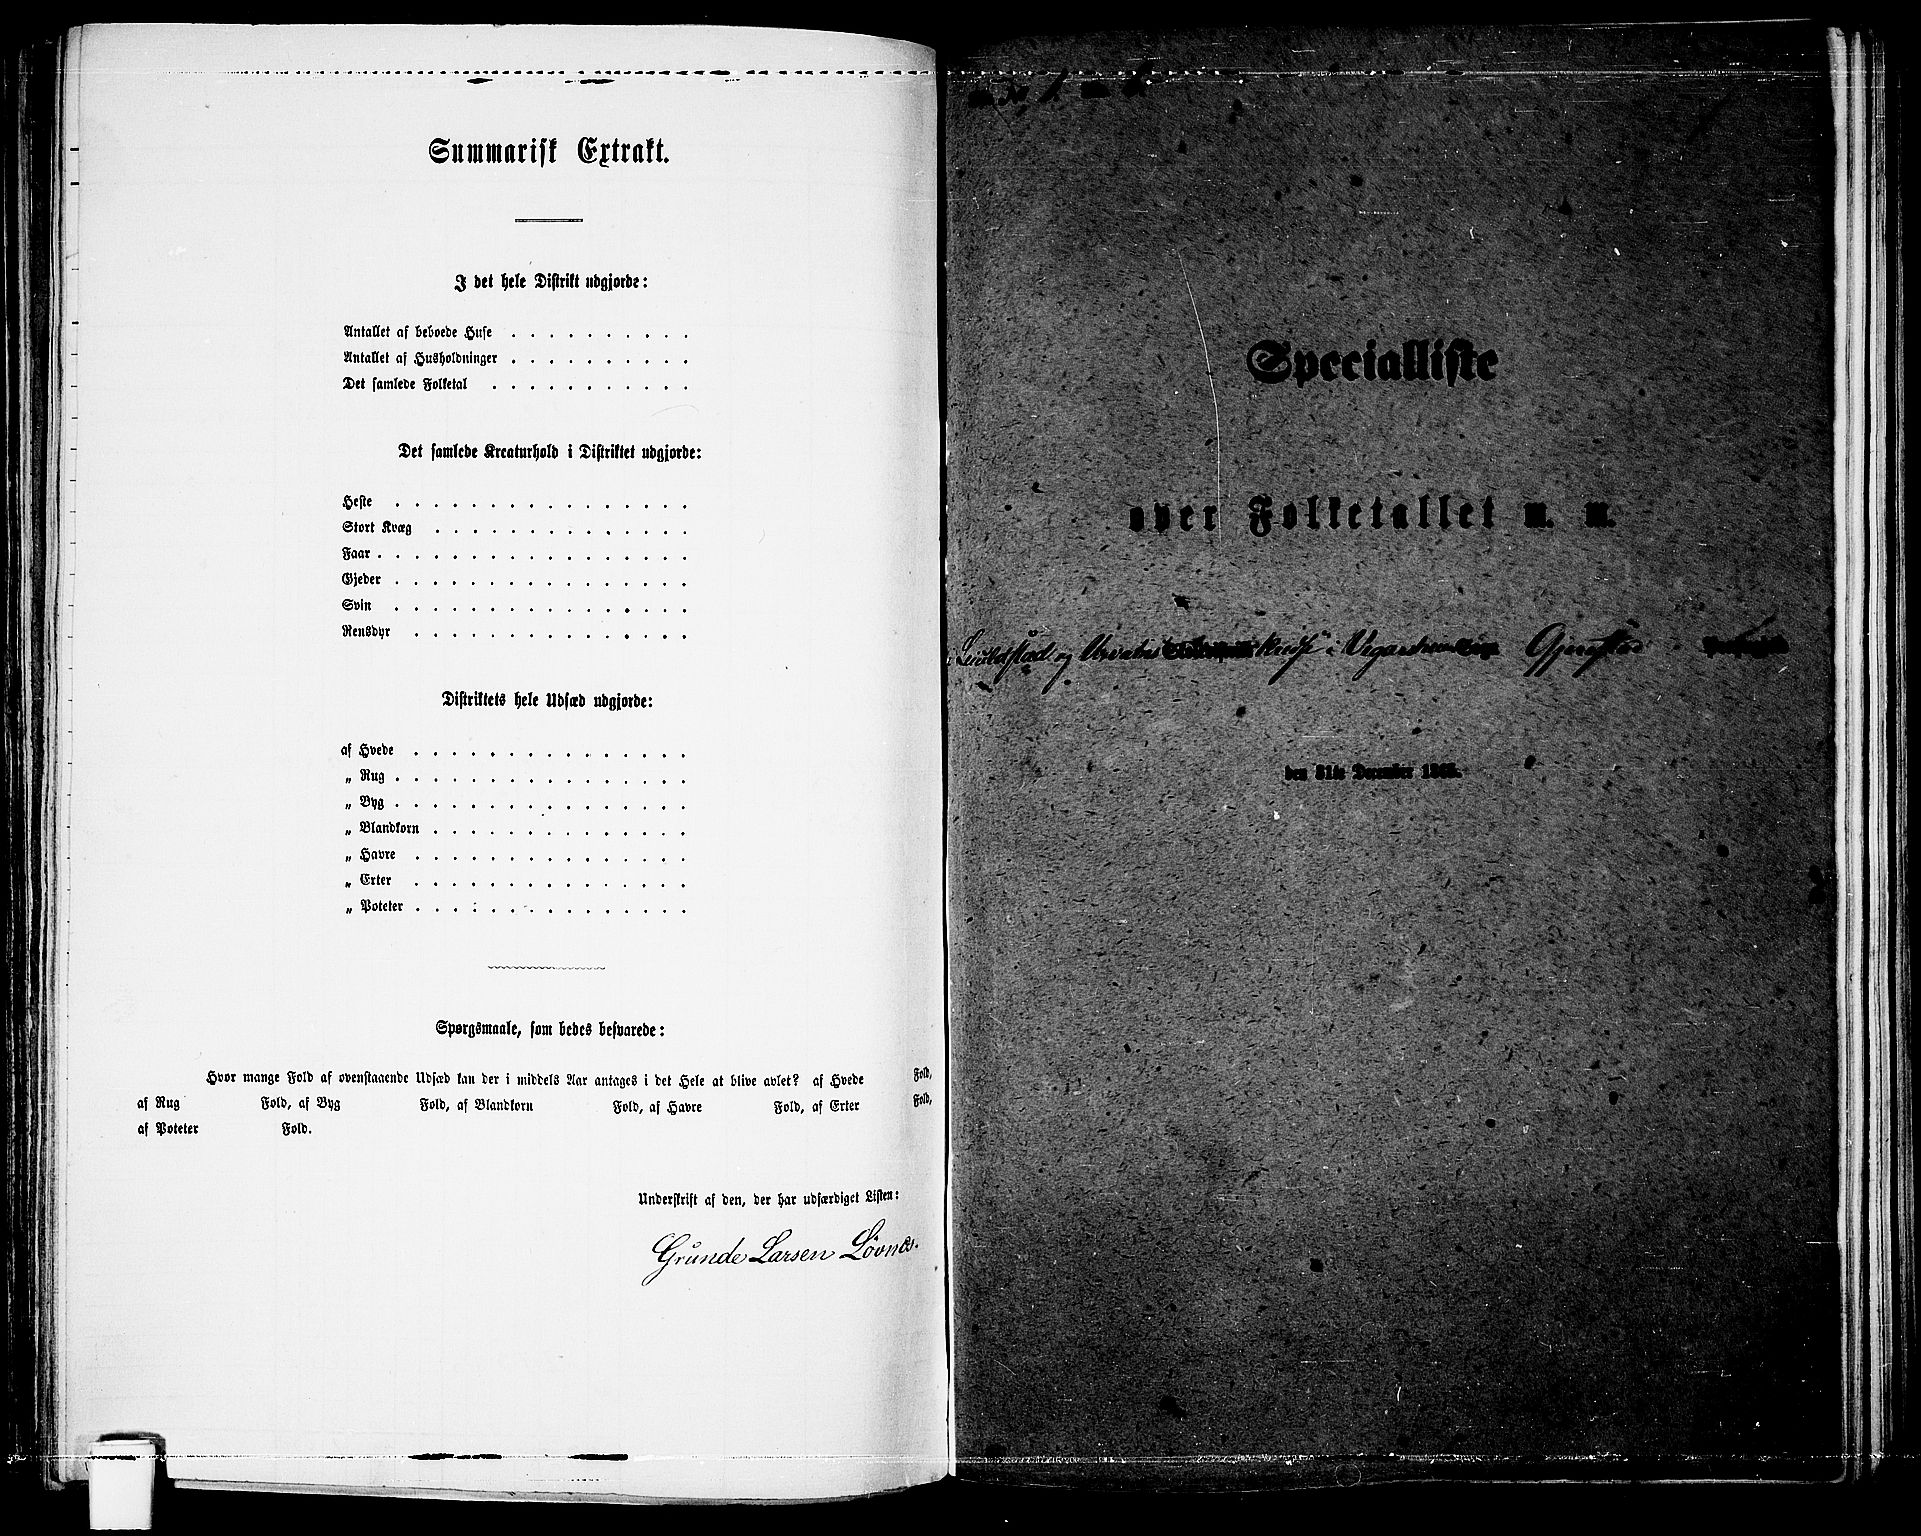 Summarisk Extrakt.
I det hele Distrikt udgjorde:
Antallet af beboede Huse . . . . . . . . . .
Antallet af Husholdninger . . . . . . . . . .
Det samlede Folketal . . . . . . . . . . .
Det samlede Kreaturhold i Distriktet udgjorde:
Heste . . . . . . . . . . . . . . . .
Stort Kvæg . . . . . . . . . . . . . .
Faar . . . . . . . . . . . . . . . . .
Gjeder . . . . . . . . . . . . . . . .
Svin . . . . . . . . . . . . . . . .
Rensdyr . . . . . . . . . . . . . . .
Distriktets hele Udsæd udgjorde:
af Hvede . . . . . . . . . . . . . . .
„ Rug . . . . . . . . . . . . . . . .
„ Byg . . . . . . . . . . . . . . . .
„ Blandkorn . . . . . . . . . . . . . .
„ Havre . . . . . . . . . . . . . . .
„ Erter . . . . . . . . . . . . . . .
„ Poteter . . . . . . . . . . . . . . .
Spørgsmaale, som bedes besvarede:
Hvor mange Fold af ovenstaaende Udsæd kan der i middels Aar antages i det Hele at blive avlet? af Hvede Fold,
af Rug Fold, af Byg Fold, af Blandkorn Fold, af Havre Fold, af Erter Fold,
af Poteter Fold.
Underskrift af den, der har udfærdiget Listen:
Grunde Larsen Løvnæs.
Specialliste
over Folketallet m. m.
i og i Gjerestad
den 31te December 1865.